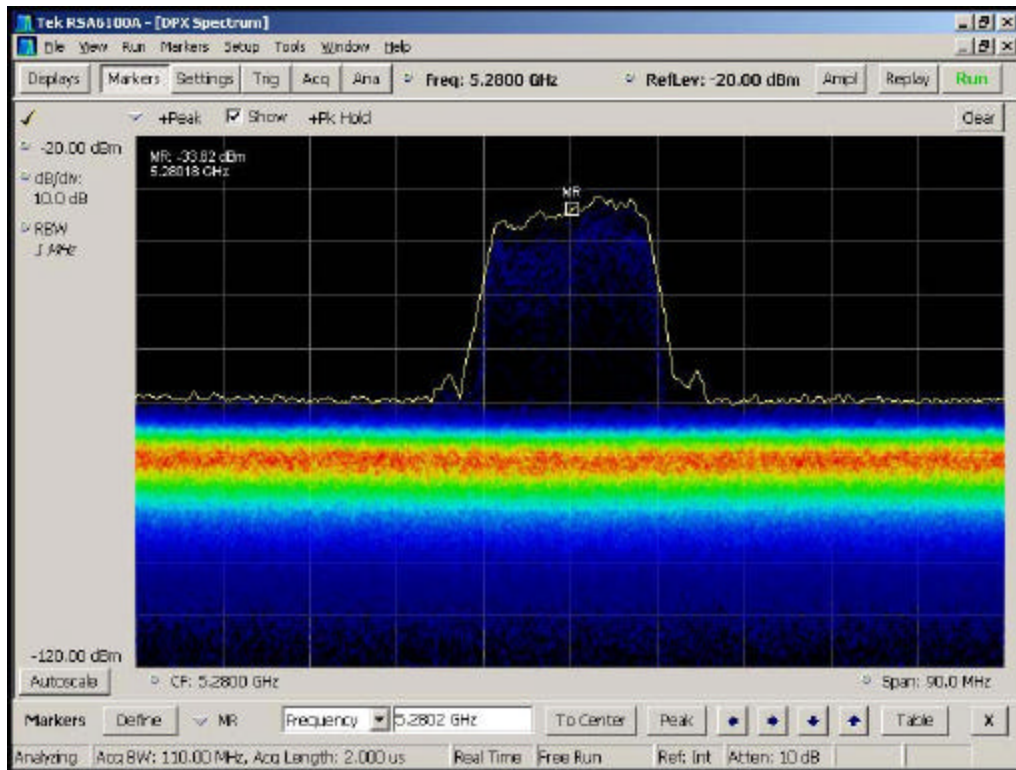 Tek RSA6100A - [DPX Spectrum]
File View Run Markers Setup Tools Window Help
Displays Markers Settings Trig Acq Ana Freq: 5.2800 GHz RefLev: -20.00 dBm Ampl Replay Run
+Peak Show +Pk Hold Clear
-20.00 dBm
dB/div:
10.0 dB
RBW
1 MHz
MR: -33.82 dBm
5.28018 GHz
MR
-120.00 dBm
Autoscale CF: 5.2800 GHz Span: 90.0 MHz
Markers Define MR Frequency 5.2802 GHz To Center Peak Table X
Analyzing Acq BW: 110.00 MHz, Acq Length: 2.000 us Real Time Free Run Ref: Int Atten: 10 dB